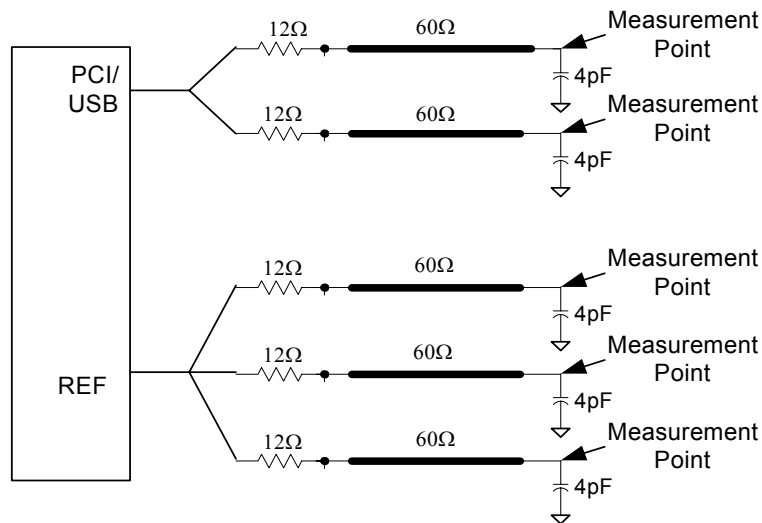 12Ω
60Ω
Measurement
Point
PCI/
USB
4pF
12Ω
60Ω
Measurement
Point
4pF
12Ω
60Ω
Measurement
Point
4pF
12Ω
60Ω
Measurement
Point
REF
4pF
12Ω
60Ω
Measurement
Point
4pF